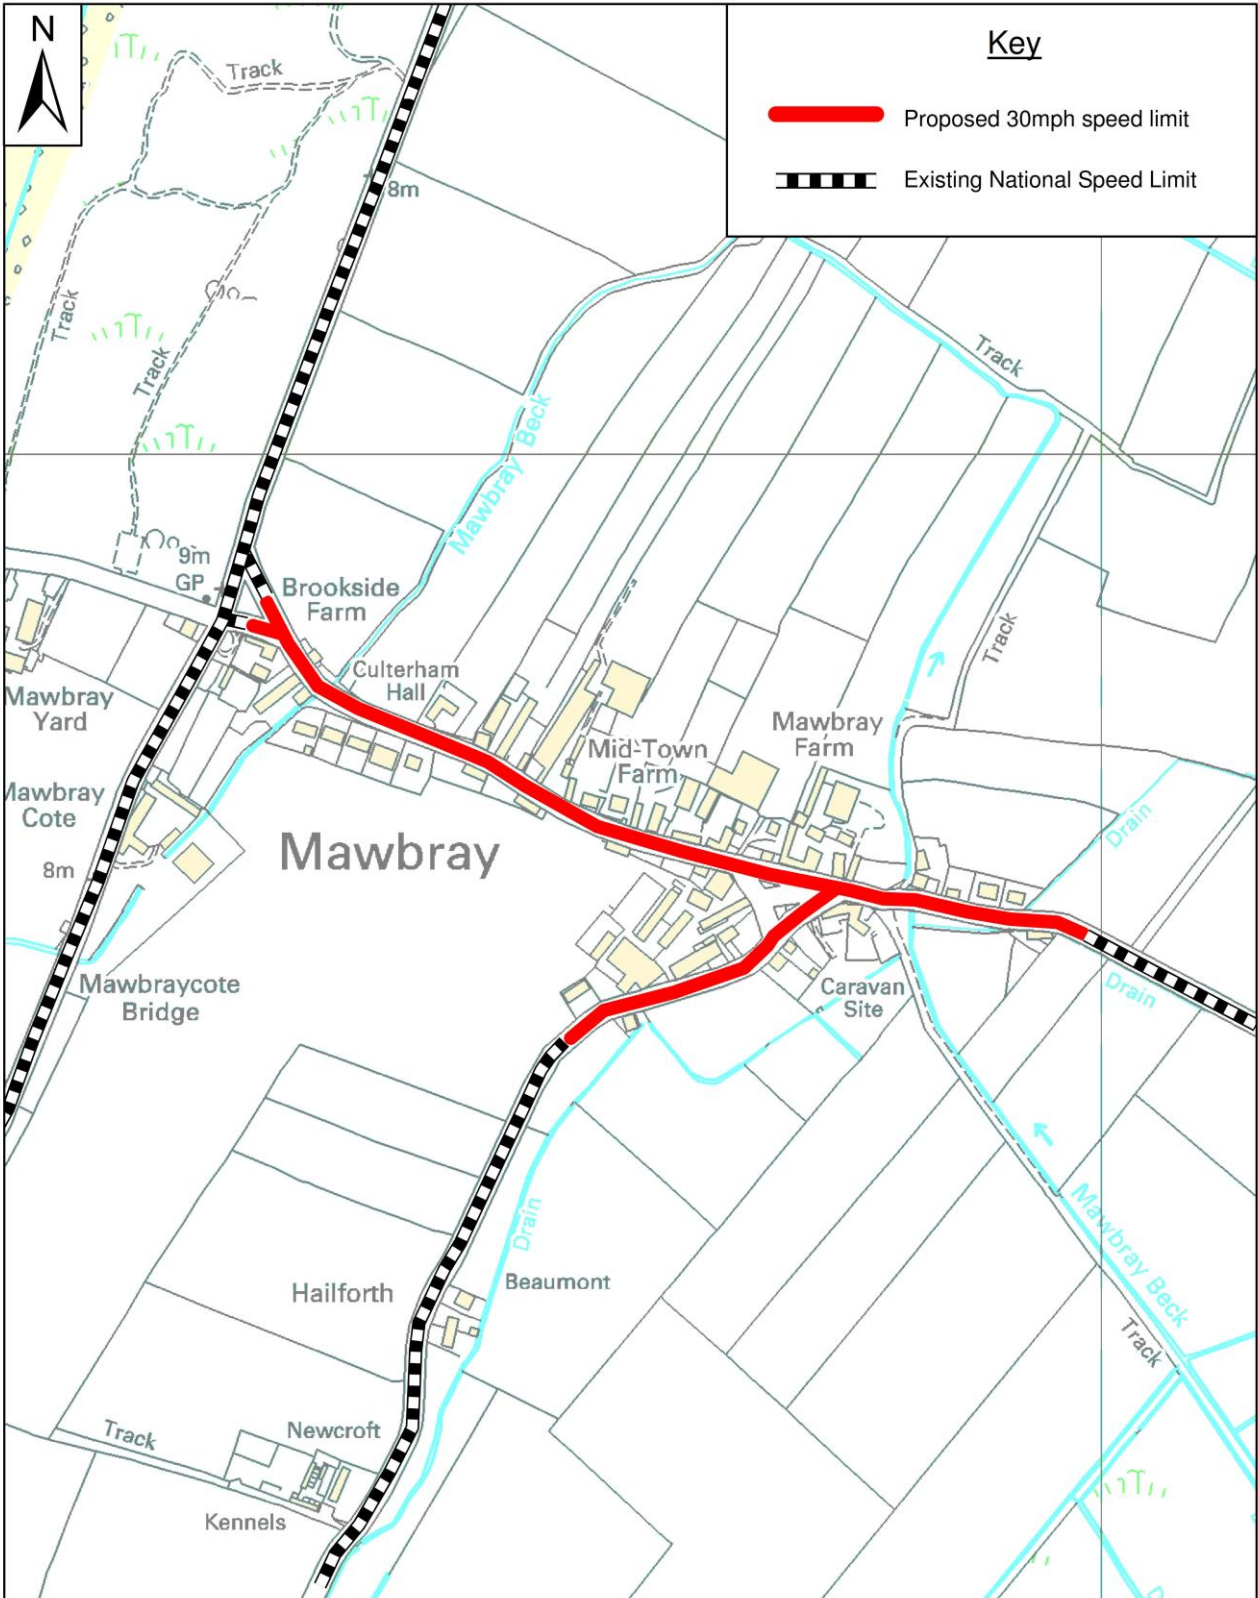 N
Key
Proposed 30mph speed limit
Existing National Speed Limit
Track
8m
Track
Track
Track
Mawbray Beck
9m
GP
Brookside
Farm
Track
Culterham
Hall
Mawbray
Yard
Mid-Town
Farm
Mawbray
Farm
Mawbray
Cote
Mawbray
Drain
8m
Mawbraycote
Bridge
Caravan
Site
Drain
Drain
Mawbray Beck
Hailforth
Beaumont
Track
Track
Newcroft
Kennels